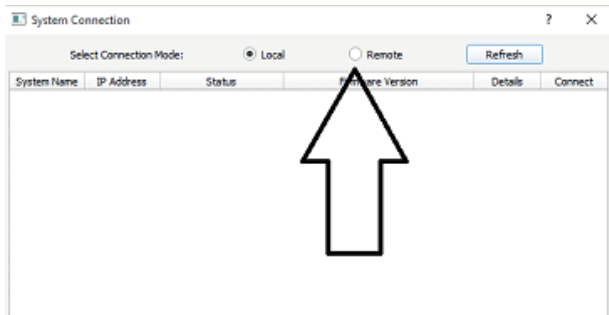 System Connection ?
Select Connection Mode: Local Remote Refresh
System Name IP Address Status Version Details Connect